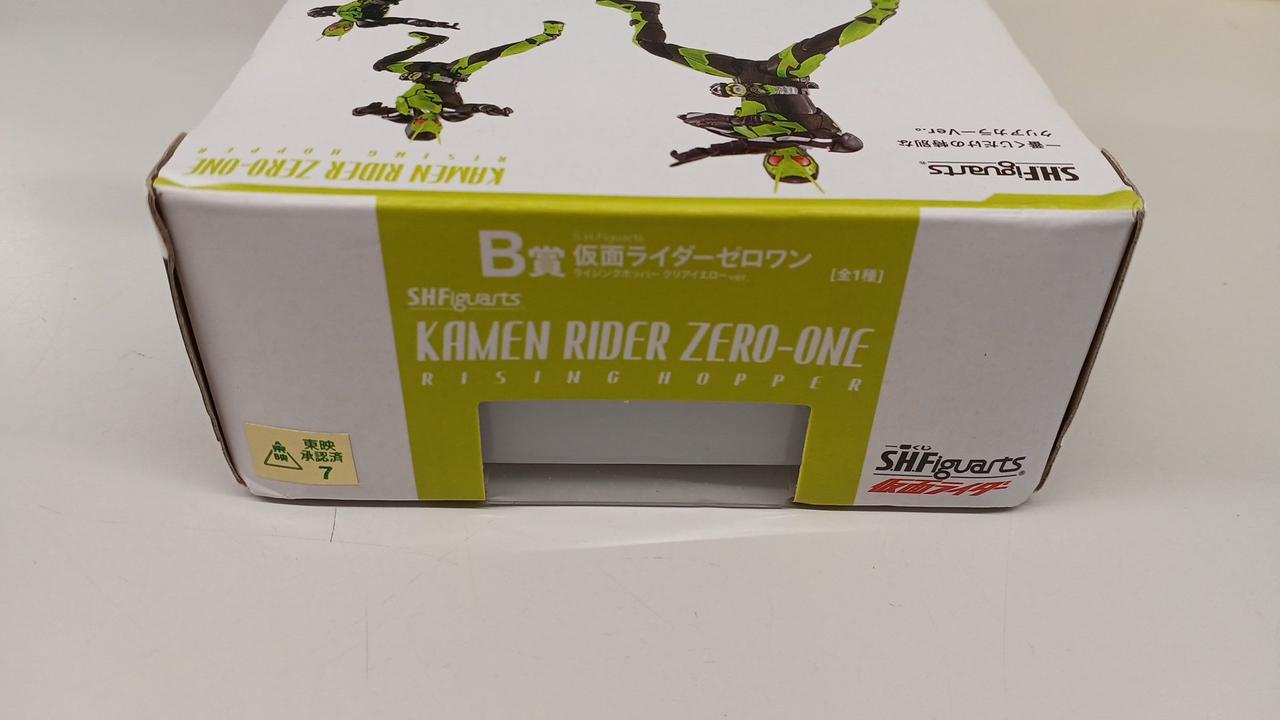 KAMEN RIDER ZERO-ONE
RISING HOPPER
一番くじだけの特別な
クリアカラーVer.。
S.H.Figuarts
B賞 S.H.Figuarts
仮面ライダーゼロワン
ライジングホッパー クリアイエローver.
[全1種]
S.H.Figuarts
KAMEN RIDER ZERO-ONE
RISING HOPPER
東映
東映
承認済
7
一番くじ
S.H.Figuarts®
仮面ライダー